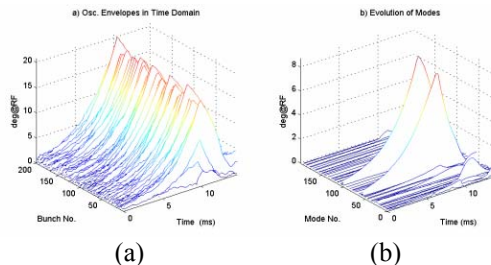 a) Osc. Envelopes in Time Domain
deg@RF
20
15
10
5
0
200
150
100
50
0
Bunch No.
0
5
10
Time (ms)
(a)
b) Evolution of Modes
deg@RF
8
6
4
2
0
150
100
50
0
Mode No.
0
5
10
Time (ms)
(b)